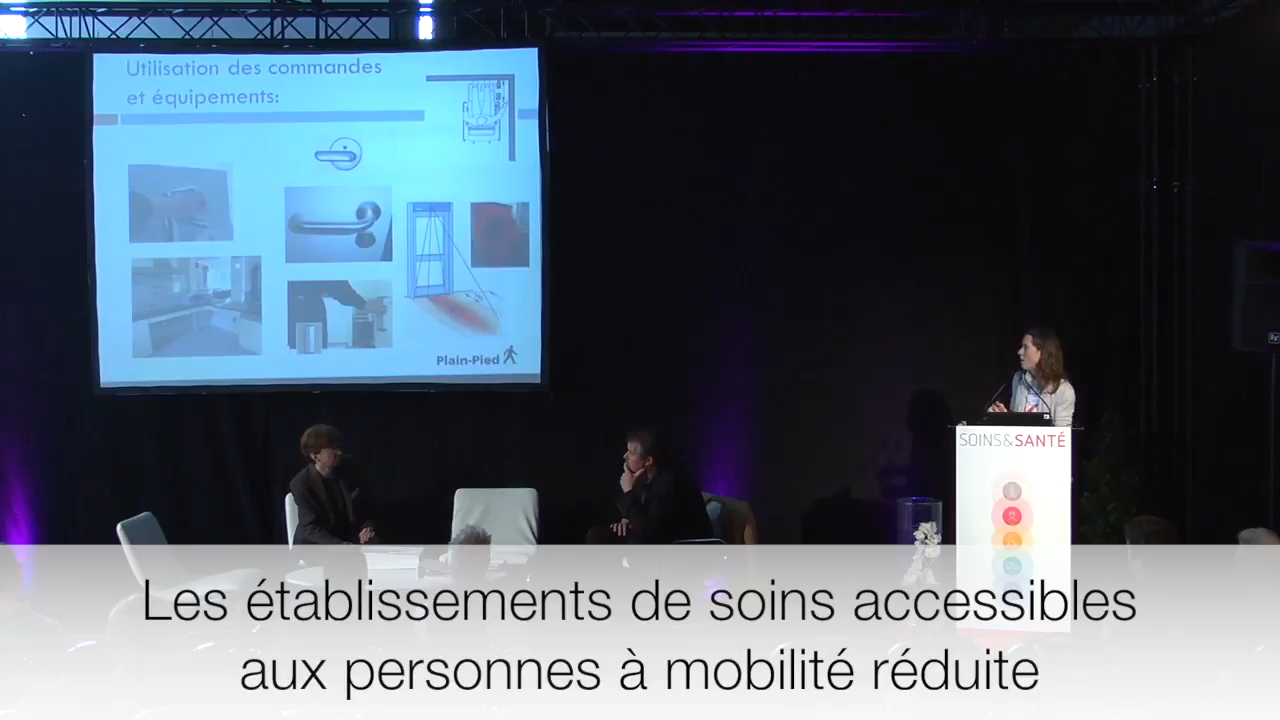 Utilisation des commandes
et équipements:
Plain-Pied
SOINS&SANTÉ
Les établissements de soins accessibles
aux personnes à mobilité réduite